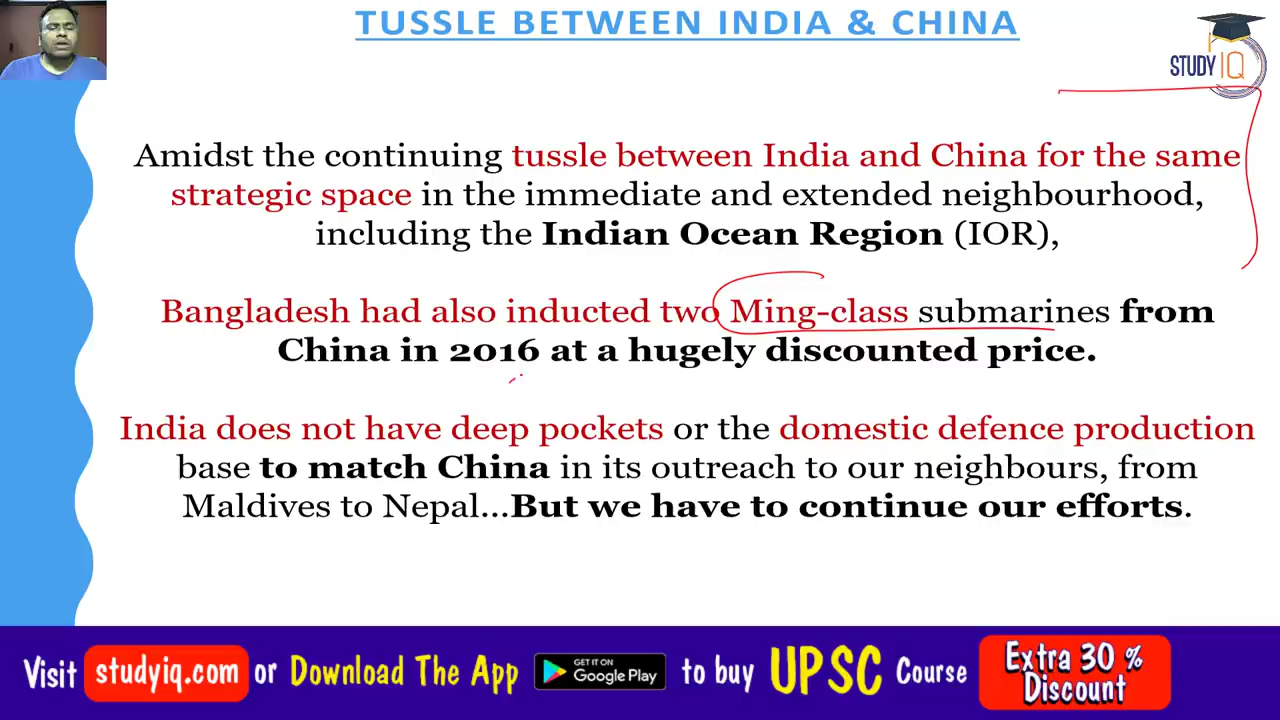 TUSSLE BETWEEN INDIA & CHINA
STUDY IQ
Amidst the continuing tussle between India and China for the same
strategic space in the immediate and extended neighbourhood,
including the Indian Ocean Region (IOR),
Bangladesh had also inducted two Ming-class submarines from
China in 2016 at a hugely discounted price.
India does not have deep pockets or the domestic defence production
base to match China in its outreach to our neighbours, from
Maldives to Nepal...But we have to continue our efforts.
Visit studyiq.com or Download The App GET IT ON Google Play to buy UPSC Course Extra 30 % Discount